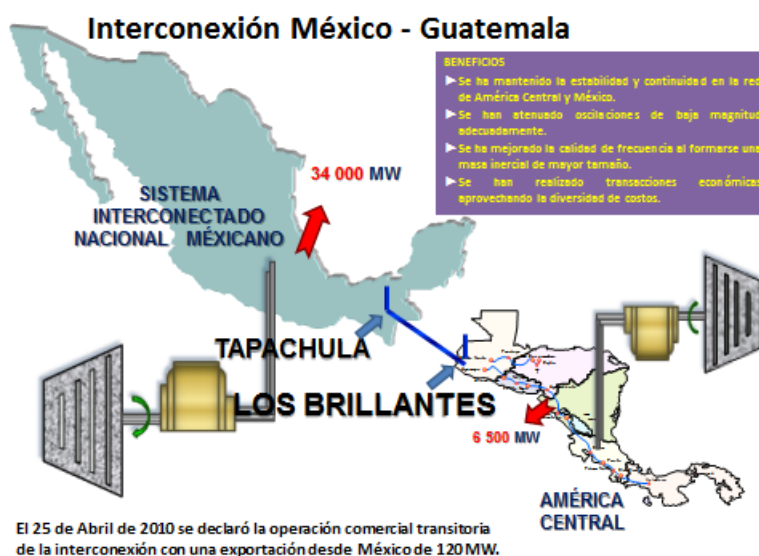 Interconexión México - Guatemala
BENEFICIOS
Se ha mantenido la estabilidad y continuidad en la red
de América Central y México.
Se han atenuado oscilaciones de baja magnitud
adecuadamente.
Se ha mejorado la calidad de frecuencia al formarse una
masa inercial de mayor tamaño.
Se han realizado transacciones económicas
aprovechando la diversidad de costos.
34 000 MW
SISTEMA
INTERCONECTADO
NACIONAL MÉXICANO
TAPACHULA
LOS BRILLANTES
6 500 MW
AMÉRICA
CENTRAL
El 25 de Abril de 2010 se declaró la operación comercial transitoria
de la interconexión con una exportación desde México de 120 MW.